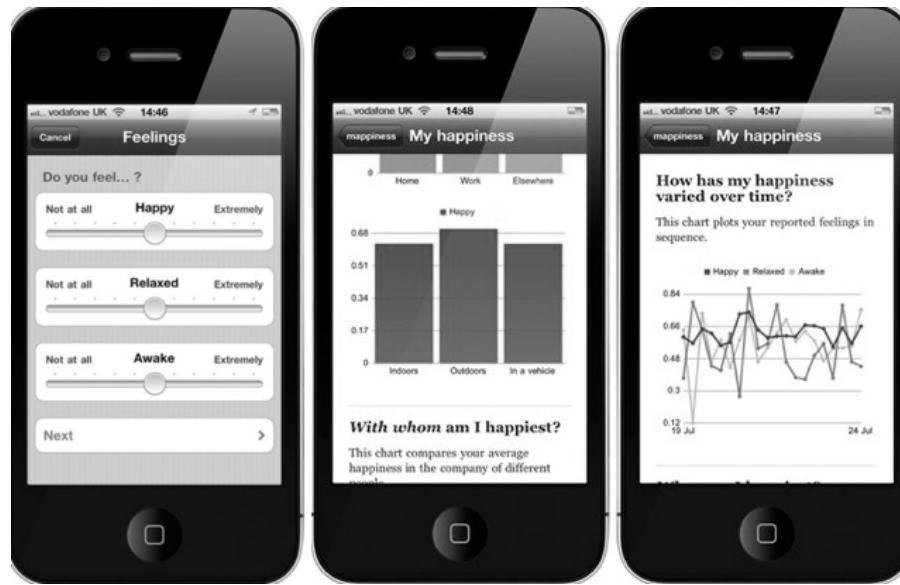 vodafone UK 14:46
Cancel Feelings
Do you feel... ?
Not at all Happy Extremely
Not at all Relaxed Extremely
Not at all Awake Extremely
Next
vodafone UK 14:48
mappiness My happiness
0
Home Work Elsewhere
Happy
0.68
0.51
0.34
0.17
0
Indoors Outdoors In a vehicle
With whom am I happiest?
This chart compares your average
happiness in the company of different
people
vodafone UK 14:47
mappiness My happiness
How has my happiness
varied over time?
This chart plots your reported feelings in
sequence.
Happy Relaxed Awake
0.84
0.66
0.48
0.3
0.12
19 Jul 24 Jul